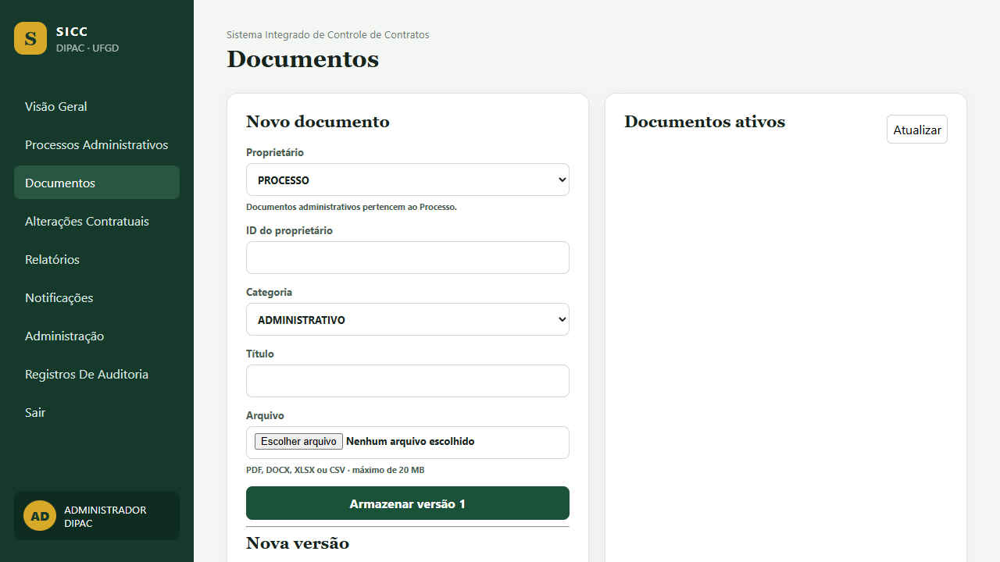 S
SICC
DIPAC · UFGD
Visão Geral
Processos Administrativos
Documentos
Alterações Contratuais
Relatórios
Notificações
Administração
Registros De Auditoria
Sair
AD
ADMINISTRADOR
DIPAC
Sistema Integrado de Controle de Contratos
Documentos
Novo documento
Proprietário
PROCESSO
Documentos administrativos pertencem ao Processo.
ID do proprietário
Categoria
ADMINISTRATIVO
Título
Arquivo
Escolher arquivo Nenhum arquivo escolhido
PDF, DOCX, XLSX ou CSV · máximo de 20 MB
Armazenar versão 1
Nova versão
Documentos ativos
Atualizar